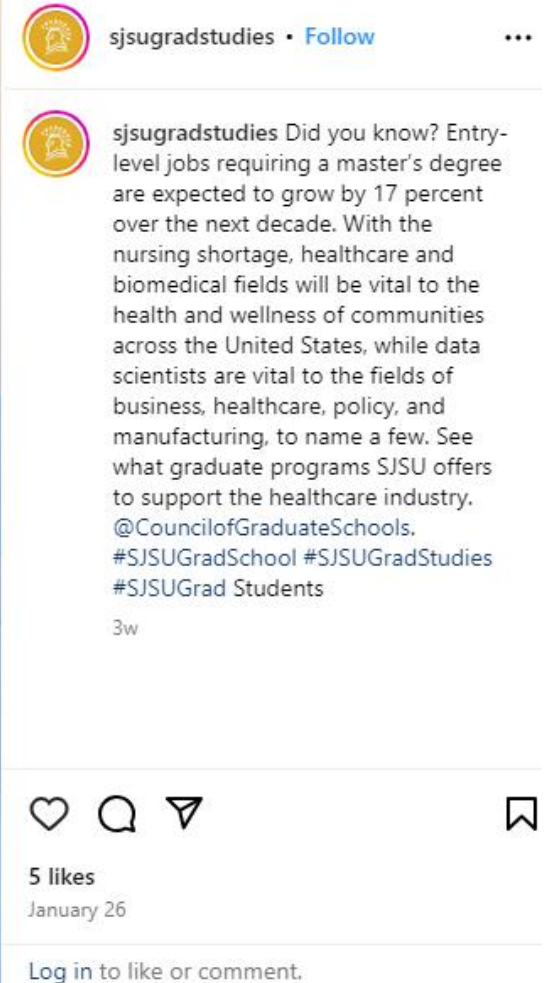 sjsugradstudies • Follow
sjsugradstudies Did you know? Entry-
level jobs requiring a master's degree
are expected to grow by 17 percent
over the next decade. With the
nursing shortage, healthcare and
biomedical fields will be vital to the
health and wellness of communities
across the United States, while data
scientists are vital to the fields of
business, healthcare, policy, and
manufacturing, to name a few. See
what graduate programs SJSU offers
to support the healthcare industry.
@CouncilofGraduateSchools.
#SJSUGradSchool #SJSUGradStudies
#SJSUGrad Students
3w
5 likes
January 26
Log in to like or comment.